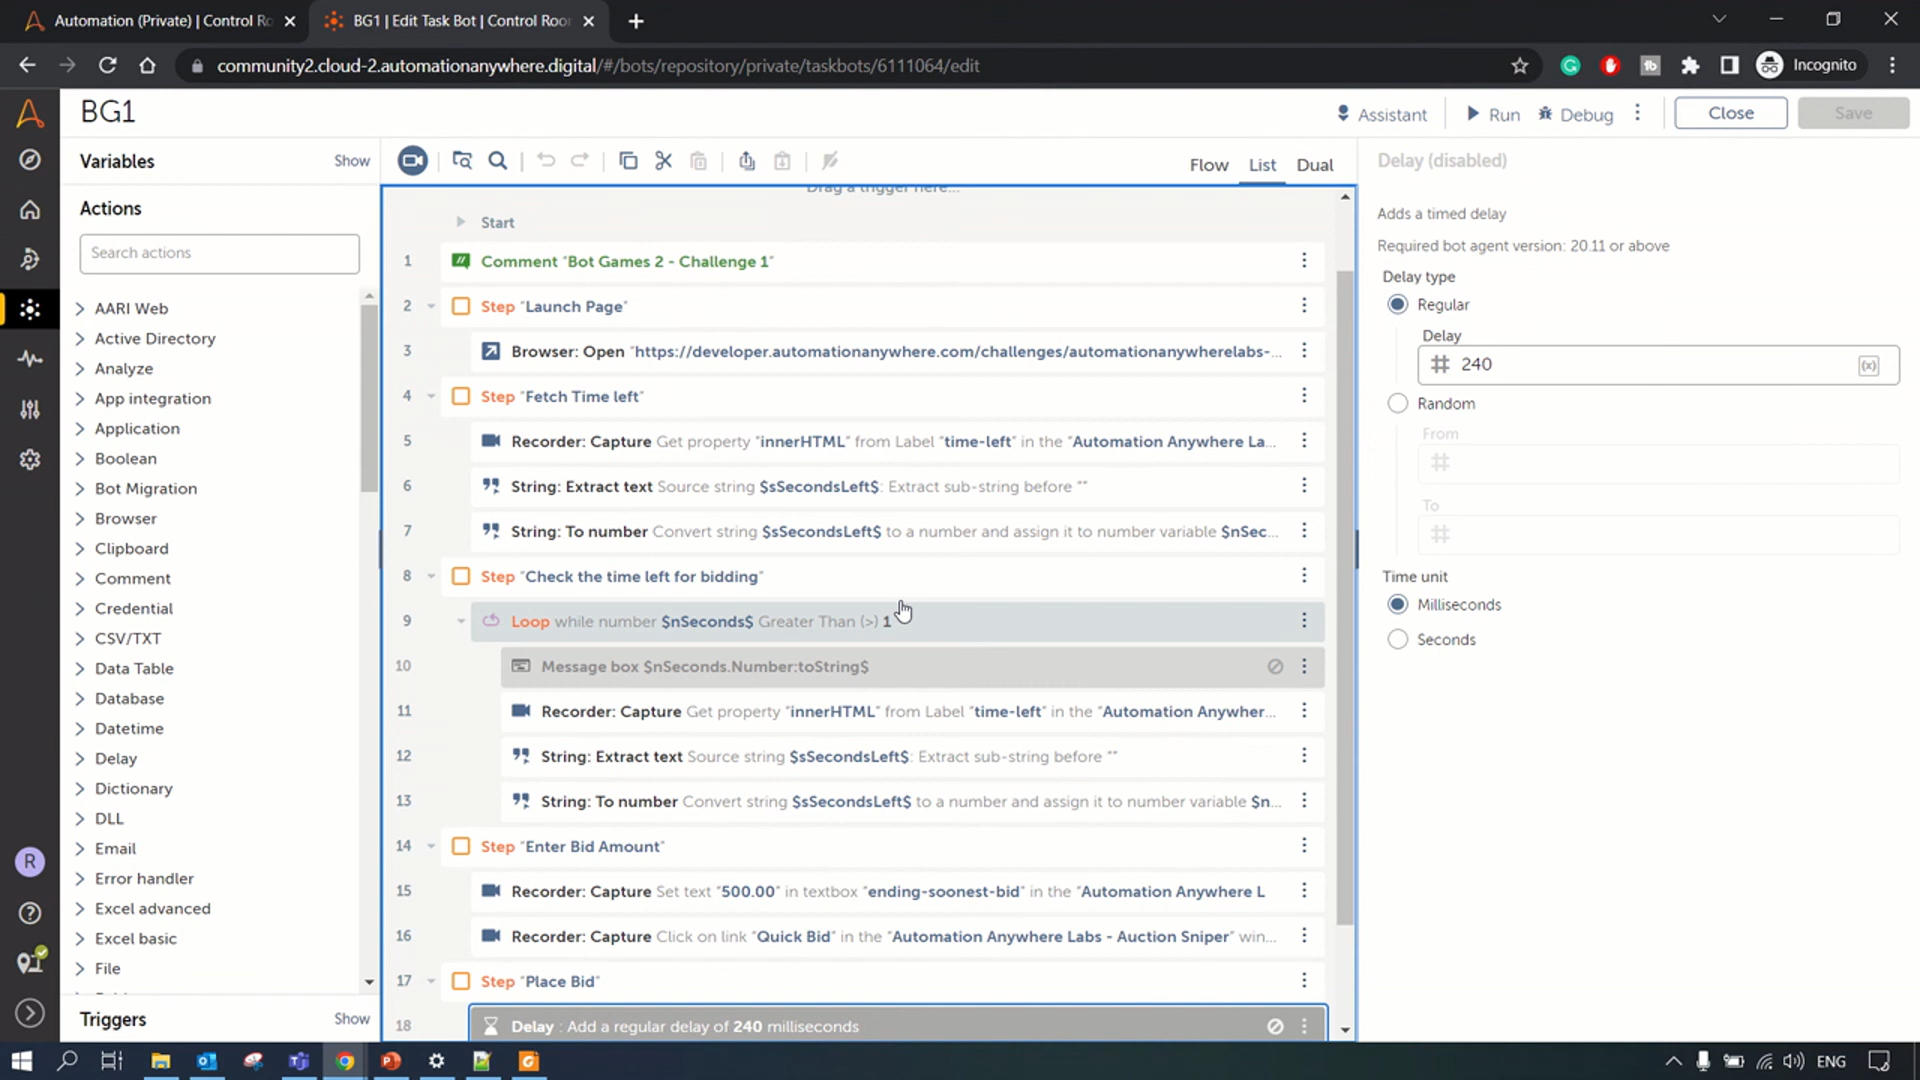 Automation (Private) | Control Ro
BG1 | Edit Task Bot | Control Roor
community2.cloud-2.automationanywhere.digital/#/bots/repository/private/taskbots/6111064/edit
Incognito
BG1
Assistant
Run
Debug
Close
Save
Variables
Show
Flow
List
Dual
Delay (disabled)
Actions
Search actions
AARI Web
Active Directory
Analyze
App integration
Application
Boolean
Bot Migration
Browser
Clipboard
Comment
Credential
CSV/TXT
Data Table
Database
Datetime
Delay
Dictionary
DLL
Email
Error handler
Excel advanced
Excel basic
File
Triggers
Show
R
Drag a trigger here...
Start
1 Comment "Bot Games 2 - Challenge 1"
2 Step "Launch Page"
3 Browser: Open "https://developer.automationanywhere.com/challenges/automationanywherelabs-...
4 Step "Fetch Time left"
5 Recorder: Capture Get property "innerHTML" from Label "time-left" in the "Automation Anywhere La...
6 String: Extract text Source string $sSecondsLeft$: Extract sub-string before ""
7 String: To number Convert string $sSecondsLeft$ to a number and assign it to number variable $nSec...
8 Step "Check the time left for bidding"
9 Loop while number $nSeconds$ Greater Than (>) 1
10 Message box $nSeconds.Number:toString$
11 Recorder: Capture Get property "innerHTML" from Label "time-left" in the "Automation Anywher...
12 String: Extract text Source string $sSecondsLeft$: Extract sub-string before ""
13 String: To number Convert string $sSecondsLeft$ to a number and assign it to number variable $n...
14 Step "Enter Bid Amount"
15 Recorder: Capture Set text "500.00" in textbox "ending-soonest-bid" in the "Automation Anywhere L
16 Recorder: Capture Click on link "Quick Bid" in the "Automation Anywhere Labs - Auction Sniper" win...
17 Step "Place Bid"
18 Delay : Add a regular delay of 240 milliseconds
Adds a timed delay
Required bot agent version: 20.11 or above
Delay type
Regular
Delay
# 240
(x)
Random
From
#
To
#
Time unit
Milliseconds
Seconds
ENG